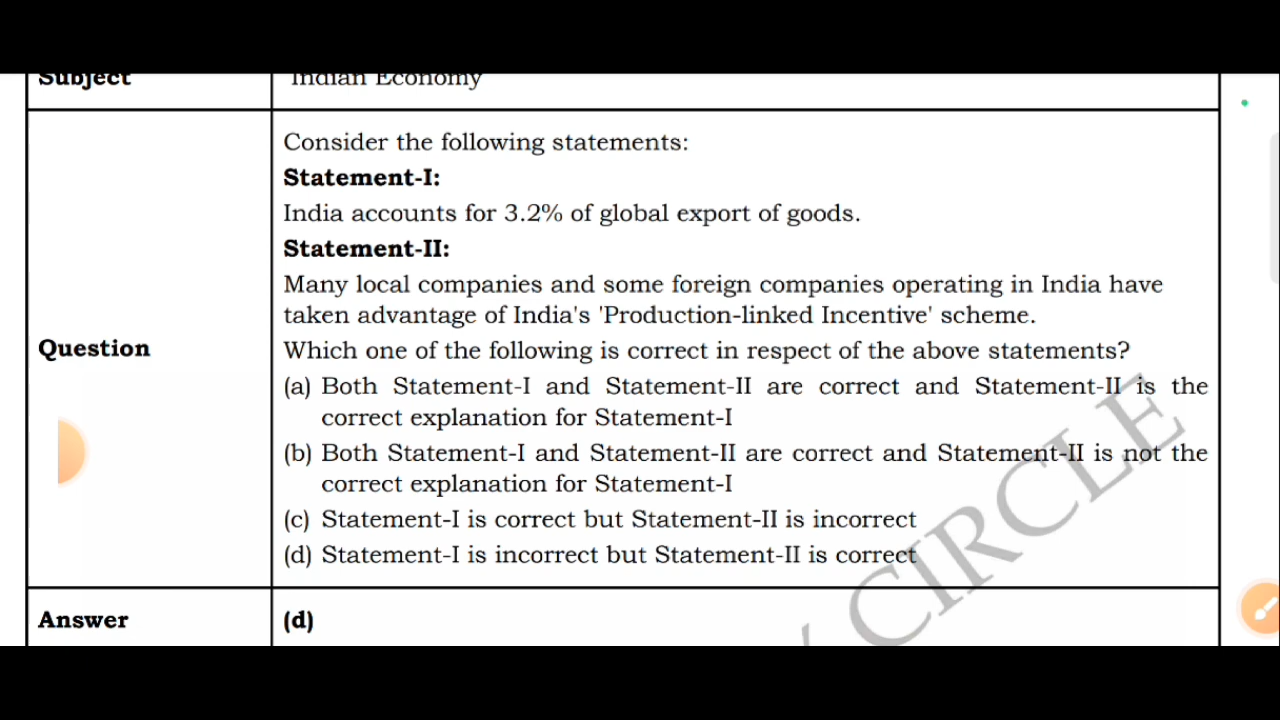 Subject
Indian Economy
Consider the following statements:
Statement-I:
India accounts for 3.2% of global export of goods.
Statement-II:
Many local companies and some foreign companies operating in India have
taken advantage of India's 'Production-linked Incentive' scheme.
Question
Which one of the following is correct in respect of the above statements?
(a) Both Statement-I and Statement-II are correct and Statement-II is the
correct explanation for Statement-I
(b) Both Statement-I and Statement-II are correct and Statement-II is not the
correct explanation for Statement-I
(c) Statement-I is correct but Statement-II is incorrect
(d) Statement-I is incorrect but Statement-II is correct
CIRCLE
Answer
(d)